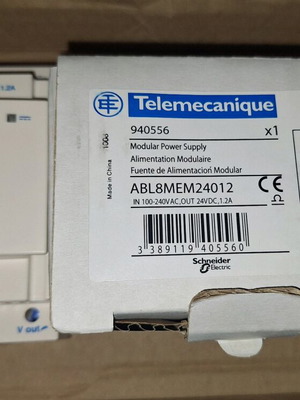 1.2A
Telemecanique
940556 x1
Made in China 1008
Modular Power Supply
Alimentation Modulaire
Fuente de Alimentación Modular
ABL8MEM24012 CE
IN 100-240VAC,OUT 24VDC,1.2A
3 389119 405560
Schneider
Electric
V out